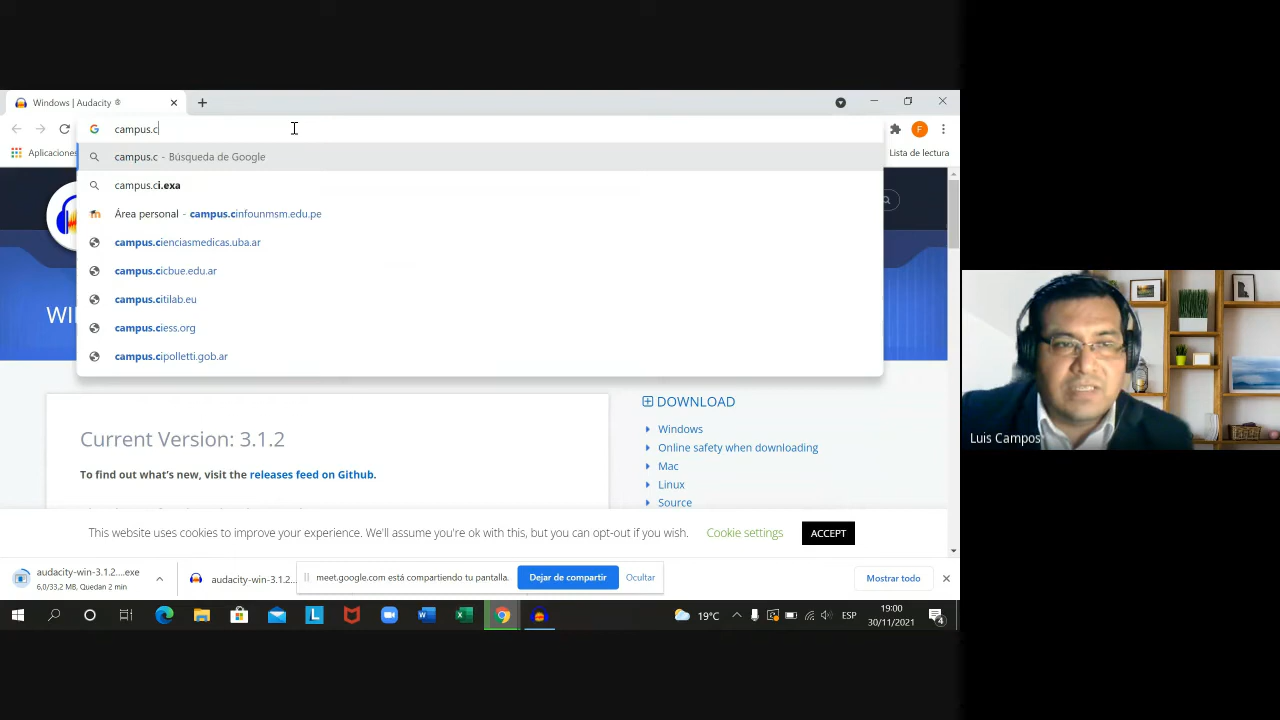 Windows | Audacity ®
campus.c
Aplicaciones
Lista de lectura
campus.c - Búsqueda de Google
campus.ci.exa
Área personal - campus.cinfounmsm.edu.pe
campus.cienciasmedicas.uba.ar
campus.cicbue.edu.ar
campus.citilab.eu
campus.ciess.org
campus.cipolletti.gob.ar
Current Version: 3.1.2
To find out what's new, visit the releases feed on Github.
DOWNLOAD
Windows
Online safety when downloading
Mac
Linux
Source
This website uses cookies to improve your experience. We'll assume you're ok with this, but you can opt-out if you wish.
Cookie settings
ACCEPT
audacity-win-3.1.2....exe
6,0/33,2 MB, Quedan 2 min
audacity-win-3.1.2...
meet.google.com está compartiendo tu pantalla.
Dejar de compartir
Ocultar
Mostrar todo
19°C
ESP
19:00
30/11/2021
4
F
Luis Campos